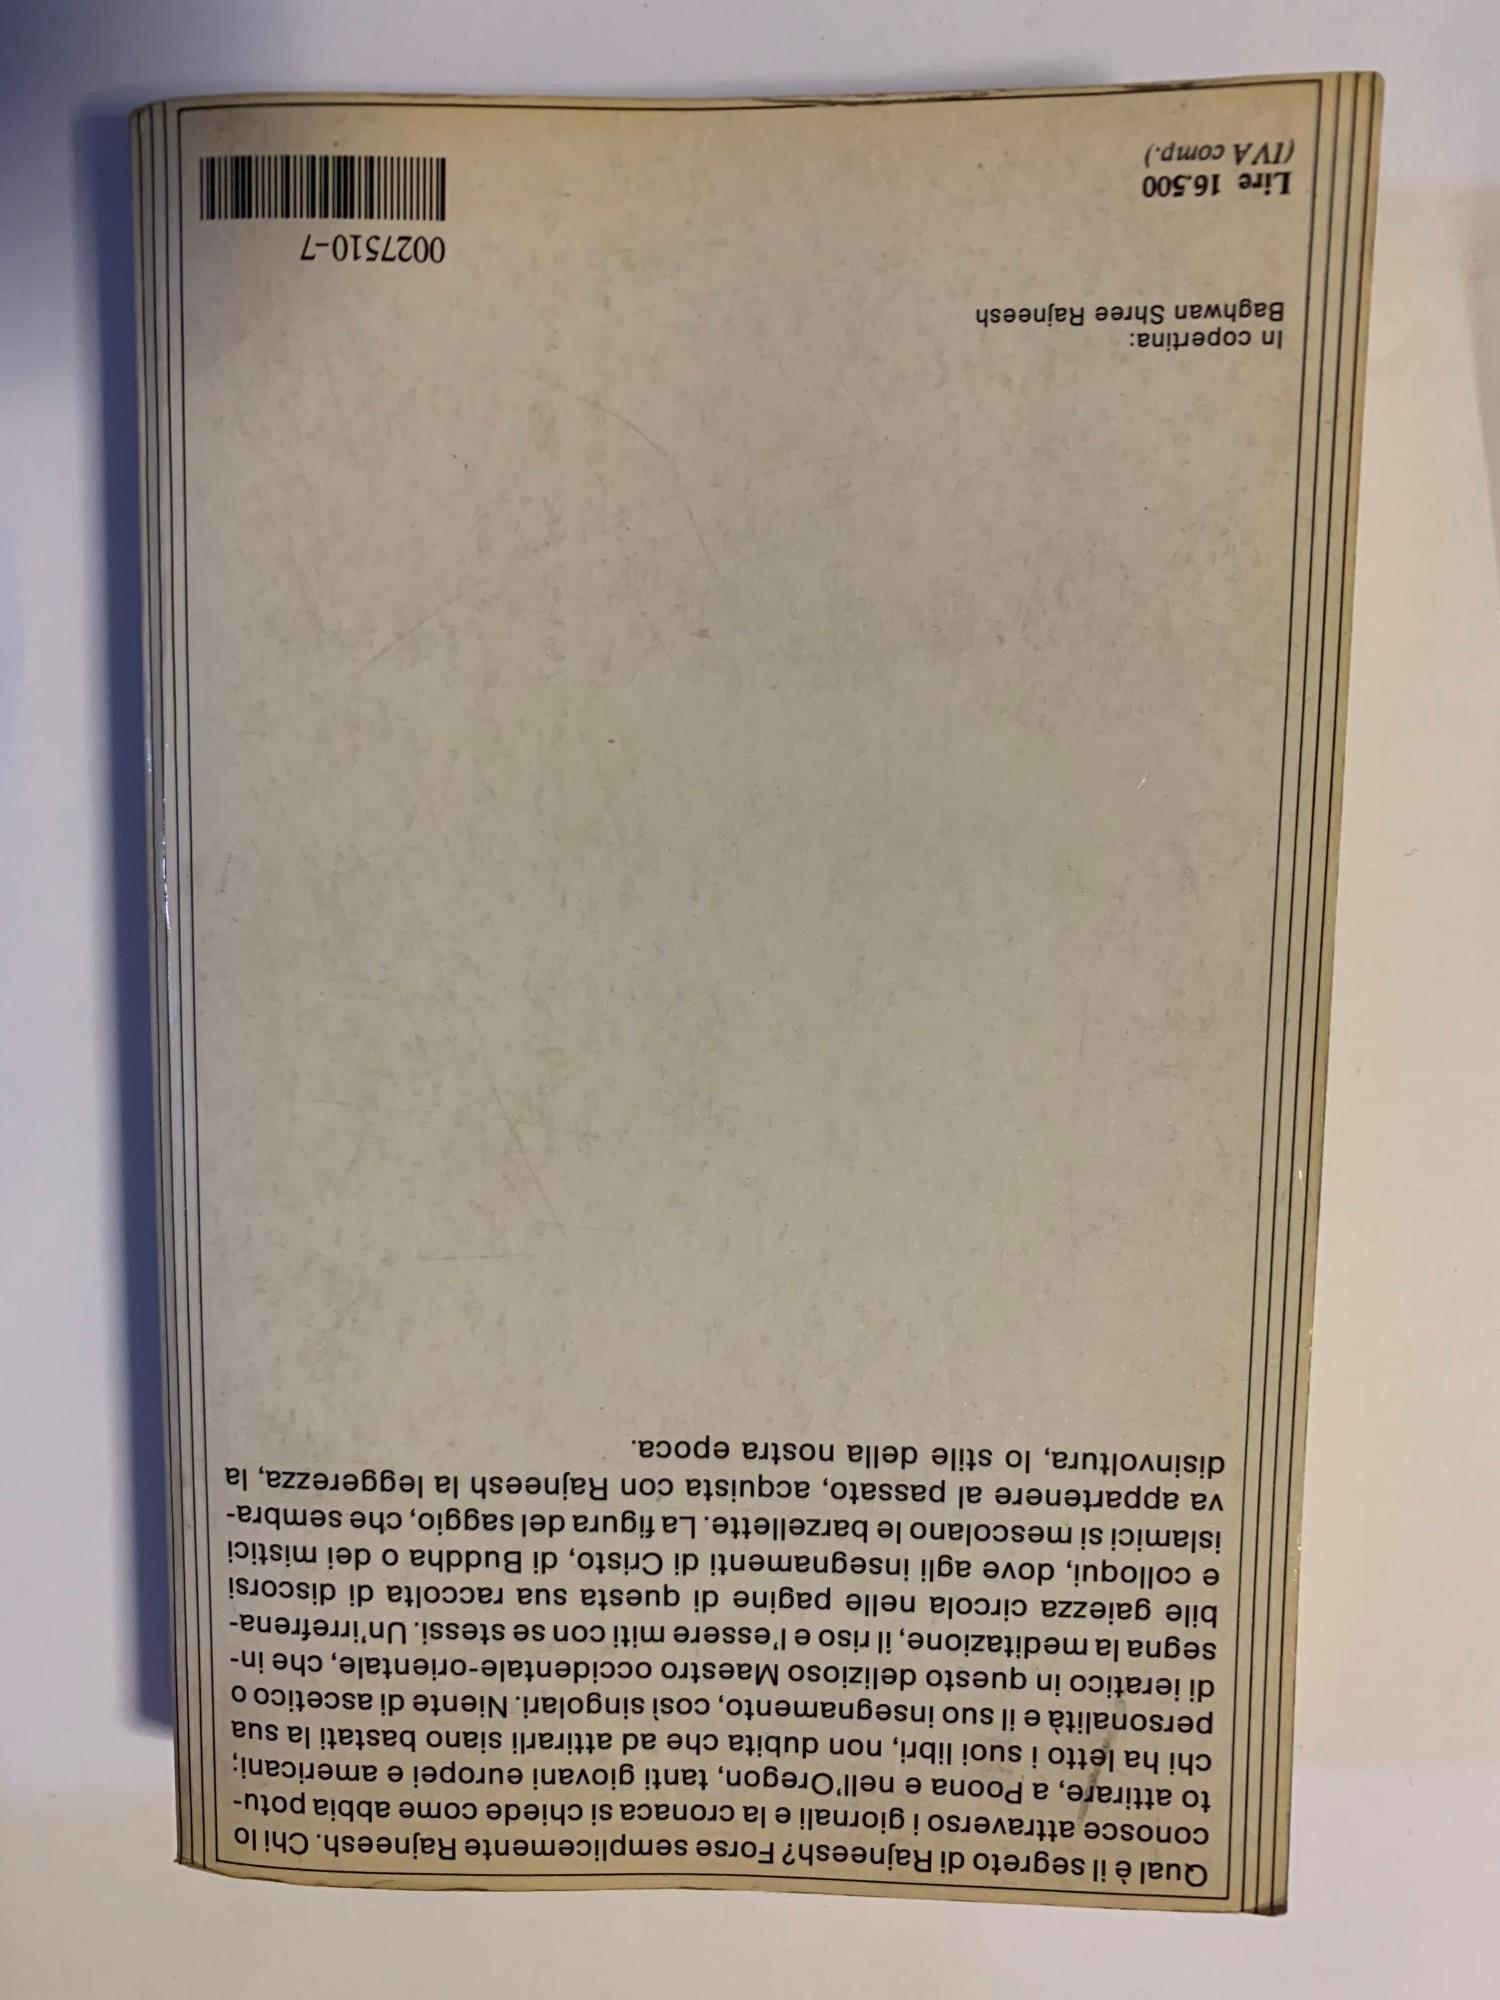 Qual è il segreto di Rajneesh? Forse semplicemente Rajneesh. Chi lo
conosce attraverso i giornali e la cronaca si chiede come abbia potu-
to attirare, a Poona e nell'Oregon, tanti giovani europei e americani;
chi ha letto i suoi libri, non dubita che ad attirarli siano bastati la sua
personalità e il suo insegnamento, così singolari. Niente di ascetico o
di ieratico in questo delizioso Maestro occidentale-orientale, che in-
segna la meditazione, il riso e l'essere miti con se stessi. Un'irrefrena-
bile gaiezza circola nelle pagine di questa sua raccolta di discorsi
e colloqui, dove agli insegnamenti di Cristo, di Buddha o dei mistici
islamici si mescolano le barzellette. La figura del saggio, che sembra-
va appartenere al passato, acquista con Rajneesh la leggerezza, la
disinvoltura, lo stile della nostra epoca.
In copertina:
Baghwan Shree Rajneesh
0027510-7
Lire 16.500
(IVA comp.)